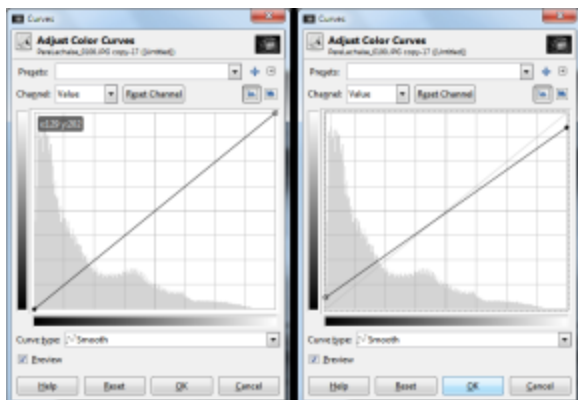 Curves
Adjust Color Curves
Presets:
Channel: Value Reset Channel
Curve type: Smooth
Preview
Help Reset OK Cancel
Curves
Adjust Color Curves
Presets:
Channel: Value Reset Channel
Curve type: Smooth
Preview
Help Reset OK Cancel